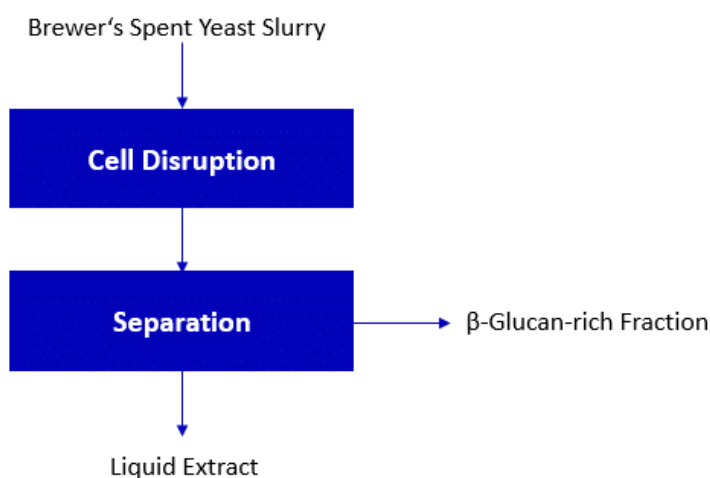 Brewer‘s Spent Yeast Slurry
Cell Disruption
Separation
β-Glucan-rich Fraction
Liquid Extract